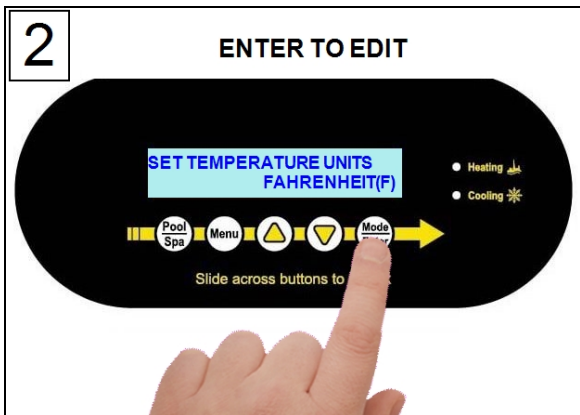 2
ENTER TO EDIT
SET TEMPERATURE UNITS
FAHRENHEIT(F)
Heating
Cooling
Pool
Spa
Menu
Mode
Slide across buttons to